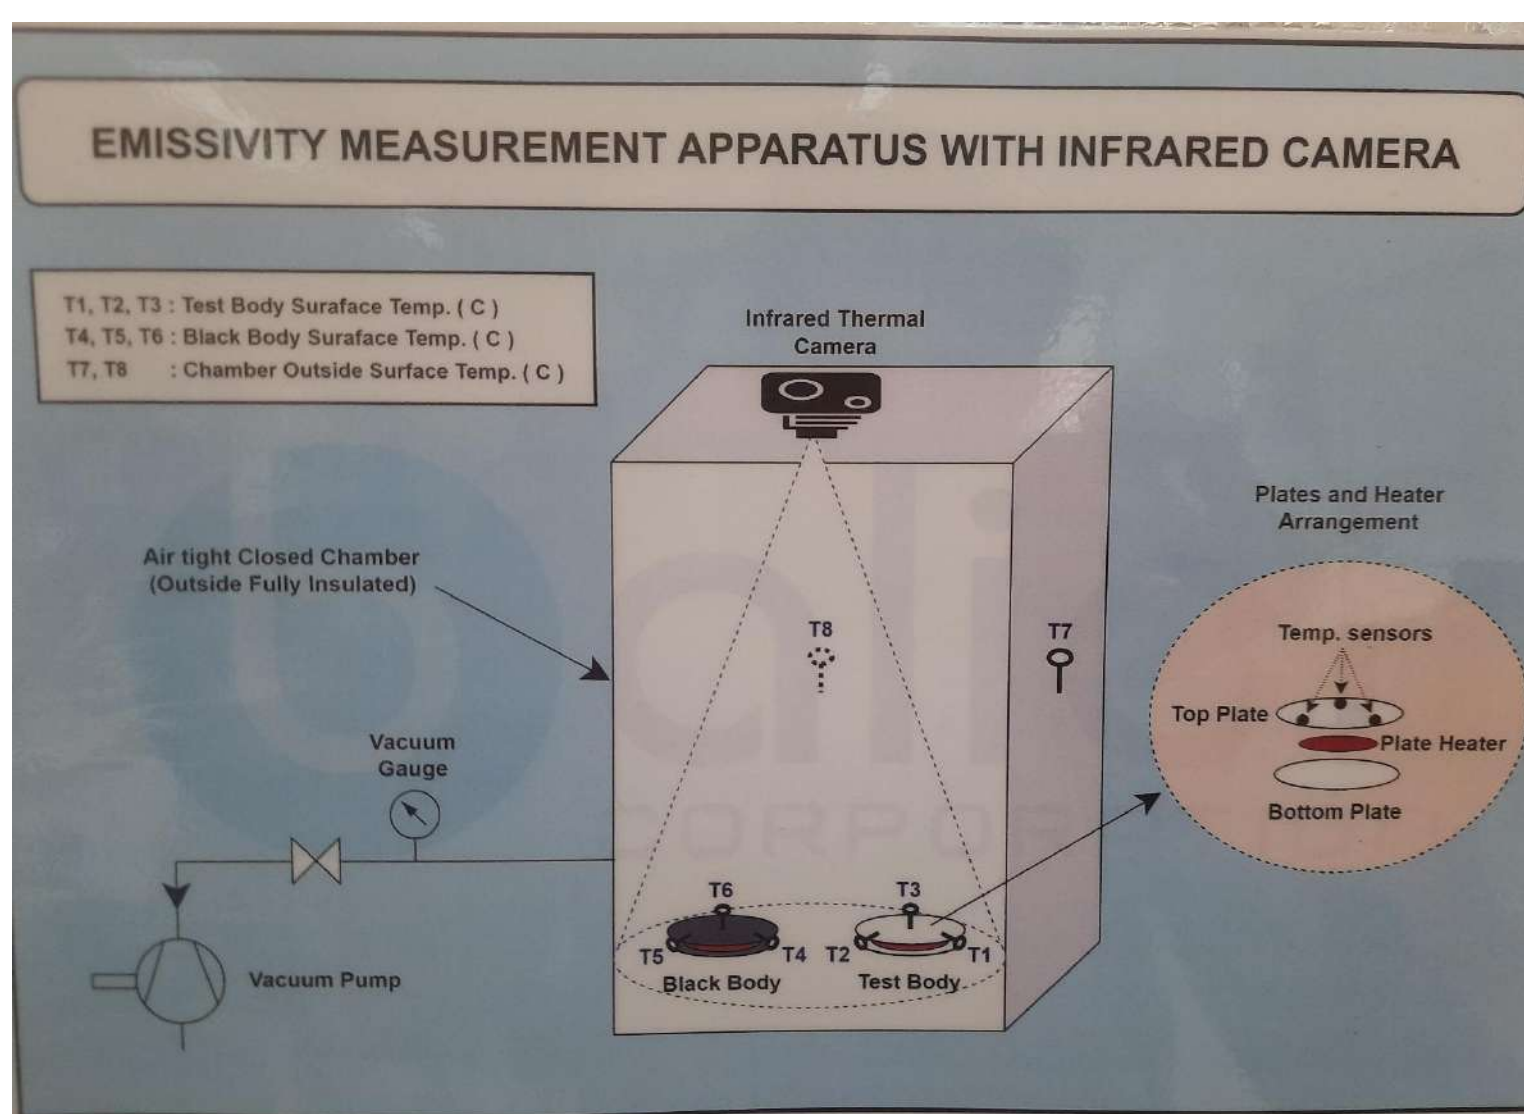 EMISSIVITY MEASUREMENT APPARATUS WITH INFRARED CAMERA
T1, T2, T3 : Test Body Suraface Temp. ( C )
T4, T5, T6 : Black Body Suraface Temp. ( C )
T7, T8 : Chamber Outside Surface Temp. ( C )
Infrared Thermal
Camera
Plates and Heater
Arrangement
Air tight Closed Chamber
(Outside Fully Insulated)
T8
T7
Temp. sensors
Top Plate
Plate Heater
Bottom Plate
Vacuum
Gauge
T6
T3
T5
T4
T2
T1
Black Body
Test Body
Vacuum Pump